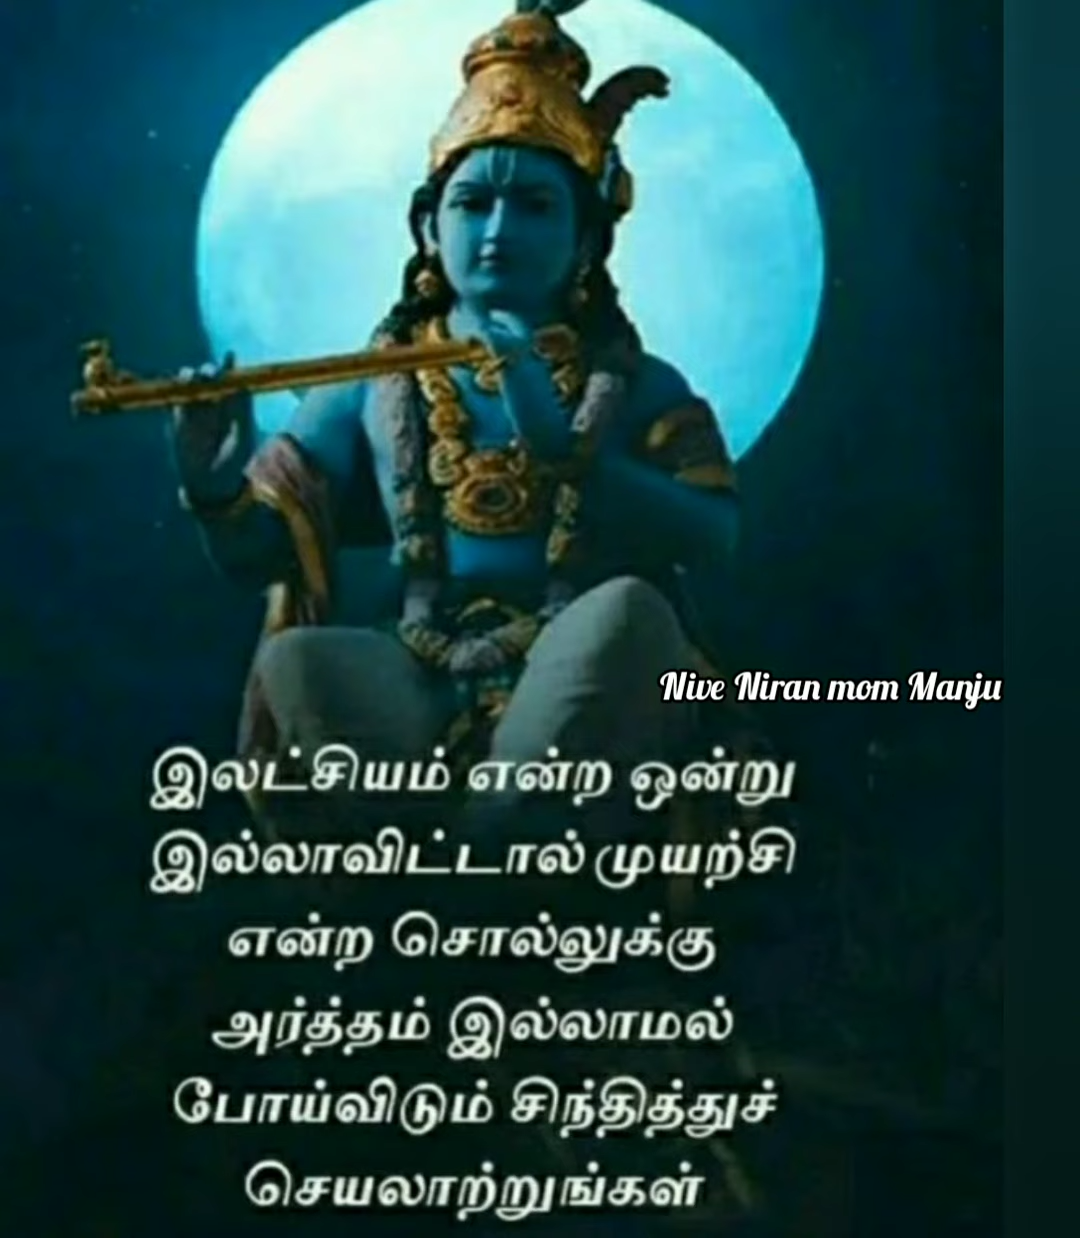 Nive Niran mom Manju
இலட்சியம் என்ற ஒன்று
இல்லாவிட்டால் முயற்சி
என்ற சொல்லுக்கு
அர்த்தம் இல்லாமல்
போய்விடும் சிந்தித்துச்
செயலாற்றுங்கள்